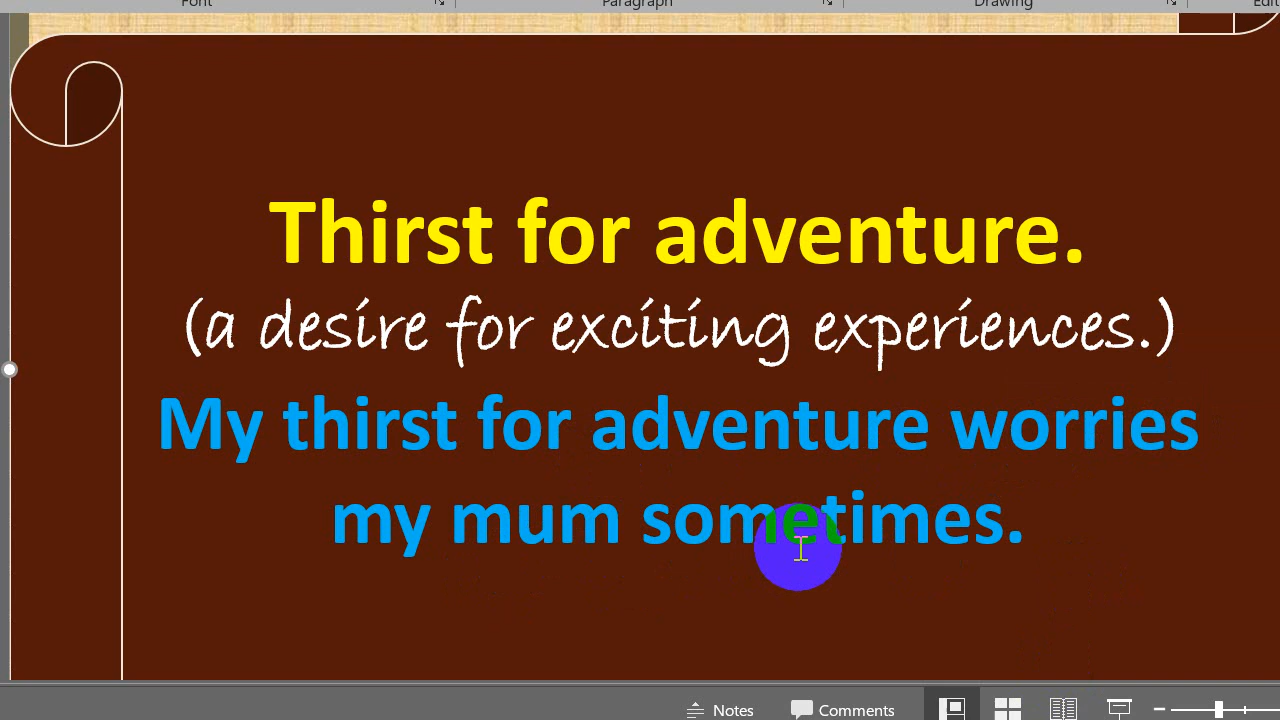 Font
Paragraph
Drawing
Thirst for adventure.
(a desire for exciting experiences.)
My thirst for adventure worries
my mum sometimes.
Notes
Comments